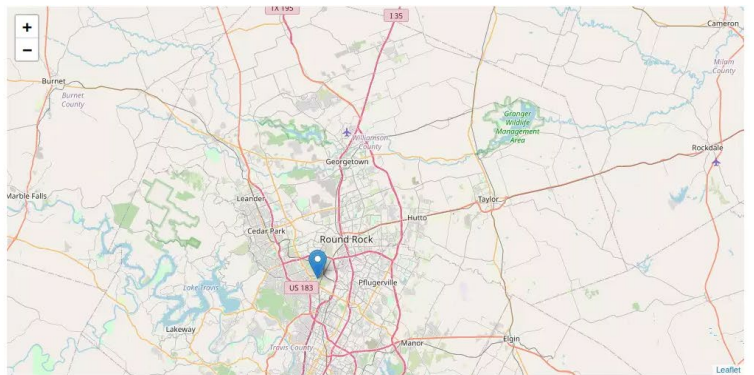 +
−
TX 195
I 35
Cameron
Milam
County
Burnet
Burnet
County
Granger
Wildlife
Management
Area
Williamson
County
Georgetown
Rockdale
Marble Falls
Leander
Taylor
Hutto
Cedar Park
Round Rock
Lake Travis
US 183
Pflugerville
Lakeway
Travis County
Manor
Elgin
Leaflet